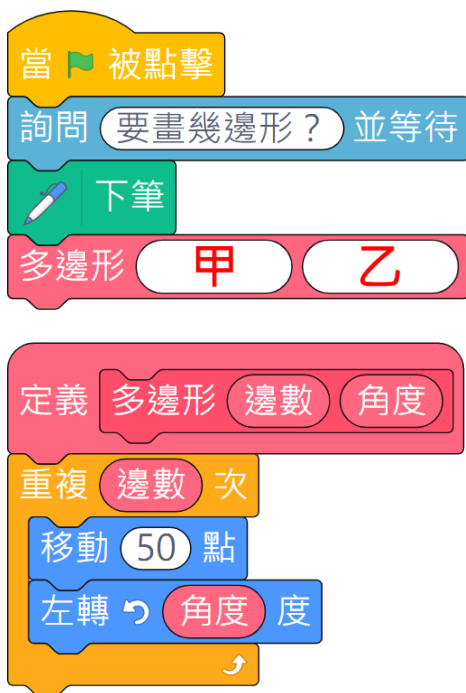 當 被點擊
詢問 要畫幾邊形？ 並等待
下筆
多邊形 甲 乙
定義 多邊形 邊數 角度
重複 邊數 次
移動 50 點
左轉 角度 度